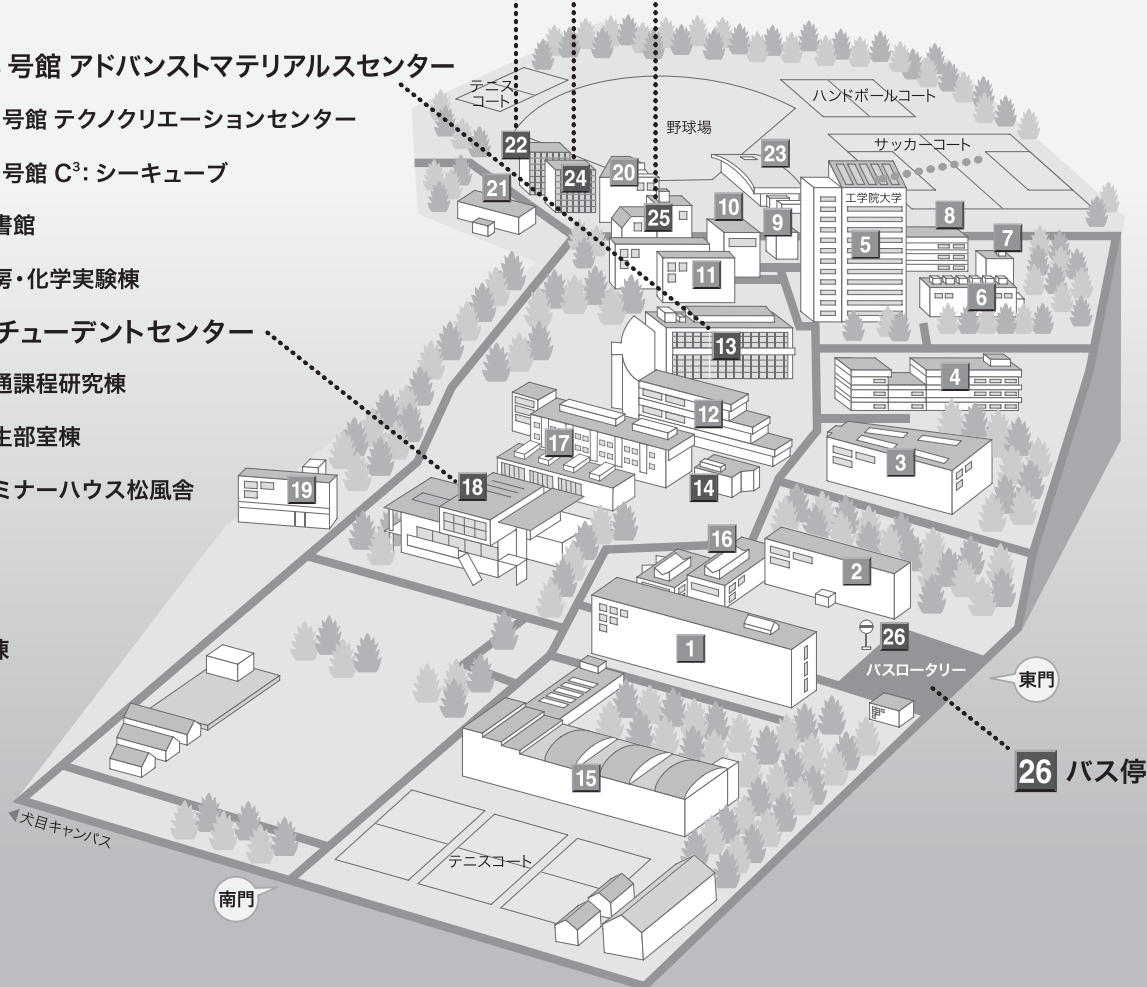 号館 アドバンストマテリアルスセンター
号館 テクノクリエーションセンター
号館 C³：シーキューブ
書館
房・化学実験棟
チューデントセンター
通課程研究棟
生部室棟
ミナーハウス松風舎
棟
テニス
コート
ハンドボールコート
野球場
サッカーコート
22
23
20
24
21
工学院大学
10
8
25
9
7
5
11
6
13
4
12
17
3
18
14
19
16
2
26
1
バスロータリー
東門
26 バス停
15
犬目キャンパス
テニスコート
南門